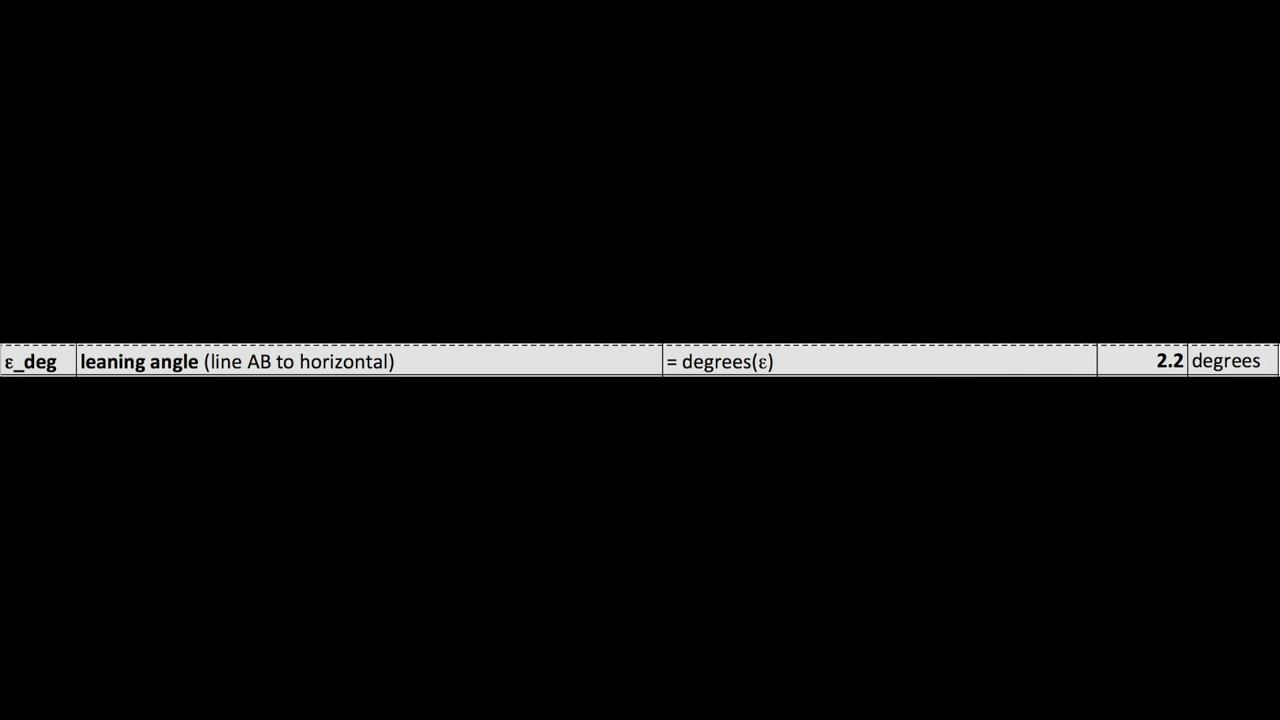 ε_deg leaning angle (line AB to horizontal) = degrees(ε) 2.2 degrees